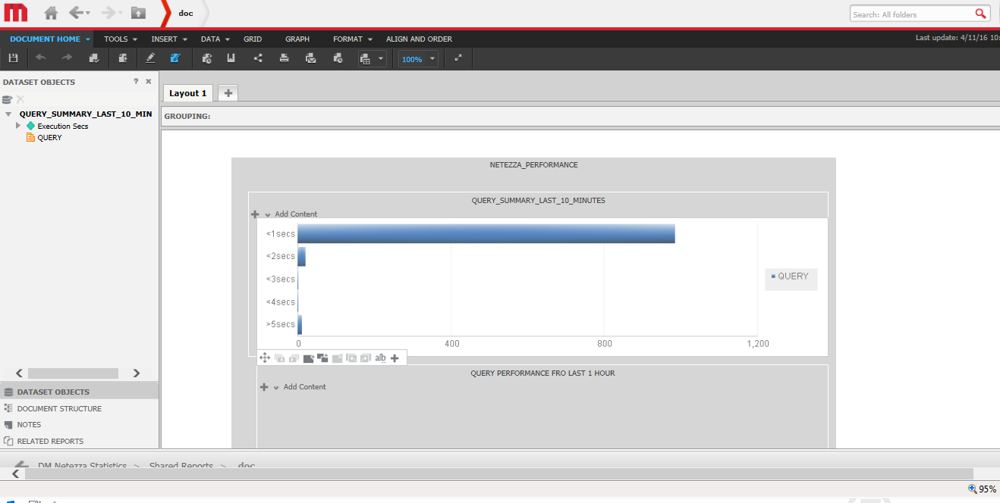 doc
Search: All folders
DOCUMENT HOME TOOLS INSERT DATA GRID GRAPH FORMAT ALIGN AND ORDER
Last update: 4/11/16 10:
100%
DATASET OBJECTS ? ×
QUERY_SUMMARY_LAST_10_MIN
Execution Secs
QUERY
DATASET OBJECTS
DOCUMENT STRUCTURE
NOTES
RELATED REPORTS
Layout 1 +
GROUPING:
NETEZZA_PERFORMANCE
QUERY_SUMMARY_LAST_10_MINUTES
Add Content
<1secs
<2secs
<3secs
<4secs
>5secs
0 400 800 1,200
QUERY
alb
QUERY PERFORMANCE FRO LAST 1 HOUR
Add Content
DM Netezza Statistics > Shared Reports > doc
95%